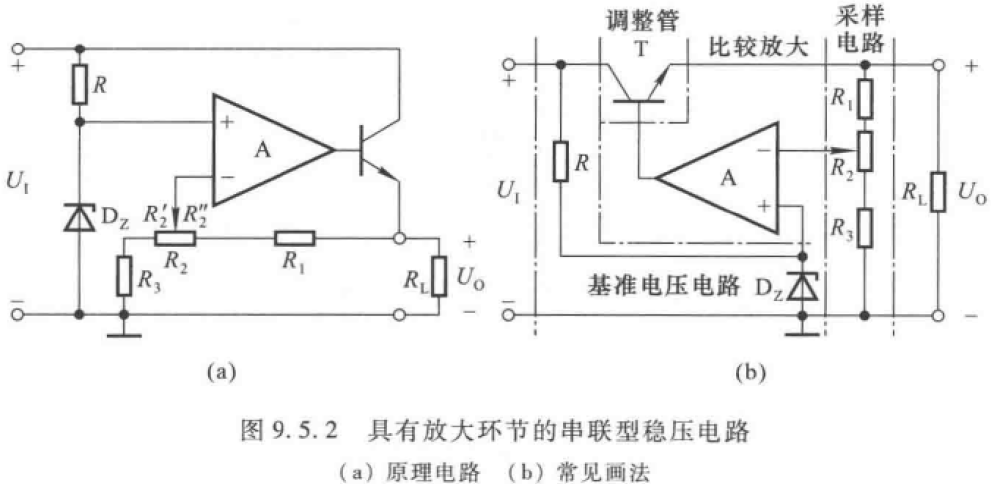 调整管
T
比较放大
采样
电路
+
R
+
A
−
U_I
D_Z
R_2′
R_2″
R_2
R_1
R_3
R_L
+
U_O
−
−
(a)
+
R
U_I
A
−
+
R_1
R_2
R_3
R_L
+
U_O
基准电压电路
D_Z
−
−
(b)
图 9.5.2 具有放大环节的串联型稳压电路
(a) 原理电路 (b) 常见画法